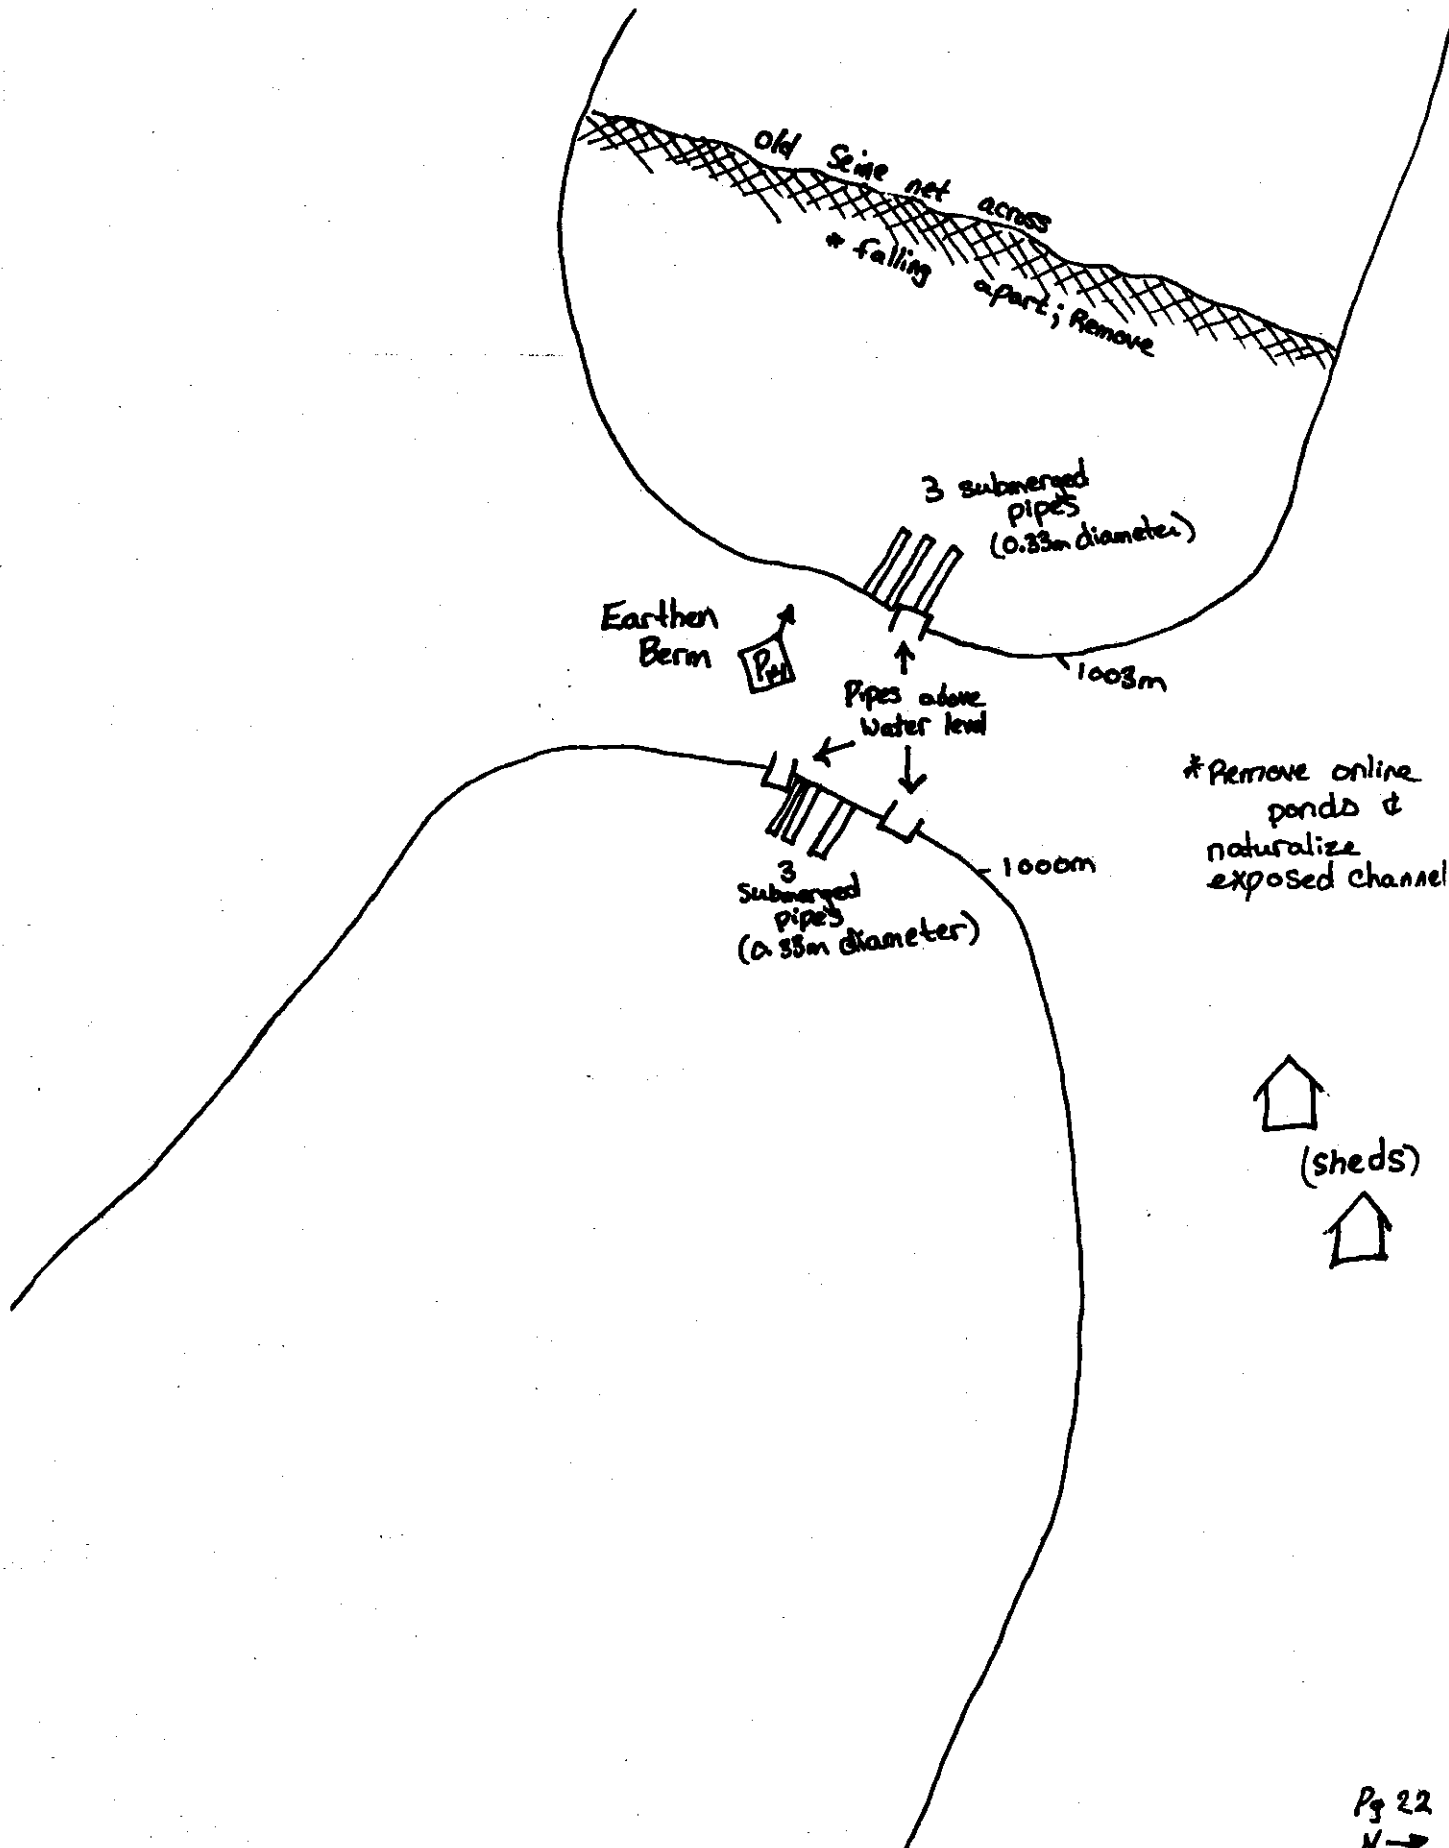 Old Seine net across
* falling apart; Remove
3 submerged
pipes
(0.33m diameter)
Earthen
Berm
1003m
Pipes above
water level
* Remove online
ponds &
naturalize
exposed channel
1000m
3
Submerged
pipes
(0.33m diameter)
(sheds)
Pg 22
N